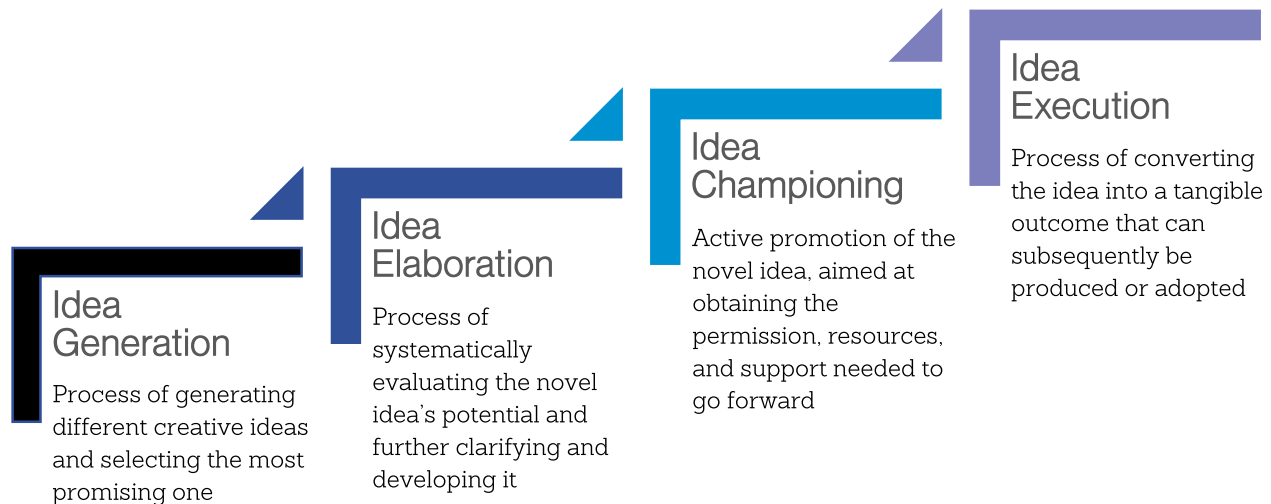 Idea
Generation
Process of generating
different creative ideas
and selecting the most
promising one
Idea
Elaboration
Process of
systematically
evaluating the novel
idea’s potential and
further clarifying and
developing it
Idea
Championing
Active promotion of the
novel idea, aimed at
obtaining the
permission, resources,
and support needed to
go forward
Idea
Execution
Process of converting
the idea into a tangible
outcome that can
subsequently be
produced or adopted